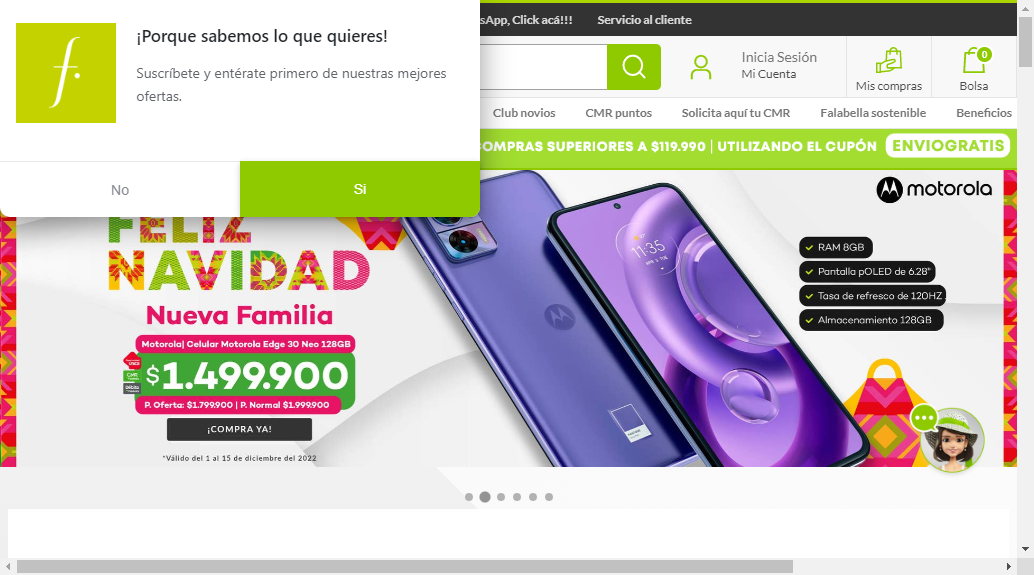 ¡Porque sabemos lo que quieres!
Suscríbete y entérate primero de nuestras mejores
ofertas.
No
Si
sApp, Click acá!!!
Servicio al cliente
Inicia Sesión
Mi Cuenta
Mis compras
0
Bolsa
Club novios
CMR puntos
Solicita aquí tu CMR
Falabella sostenible
Beneficios
COMPRAS SUPERIORES A $119.990 | UTILIZANDO EL CUPÓN ENVIOGRATIS
motorola
FELIZ
NAVIDAD
Nueva Familia
Motorola| Celular Motorola Edge 30 Neo 128GB
$1.499.900
P. Oferta: $1.799.900 | P. Normal $1.999.900
¡COMPRA YA!
*Válido del 1 al 15 de diciembre del 2022
11:35
RAM 8GB
Pantalla pOLED de 6.28"
Tasa de refresco de 120HZ
Almacenamiento 128GB